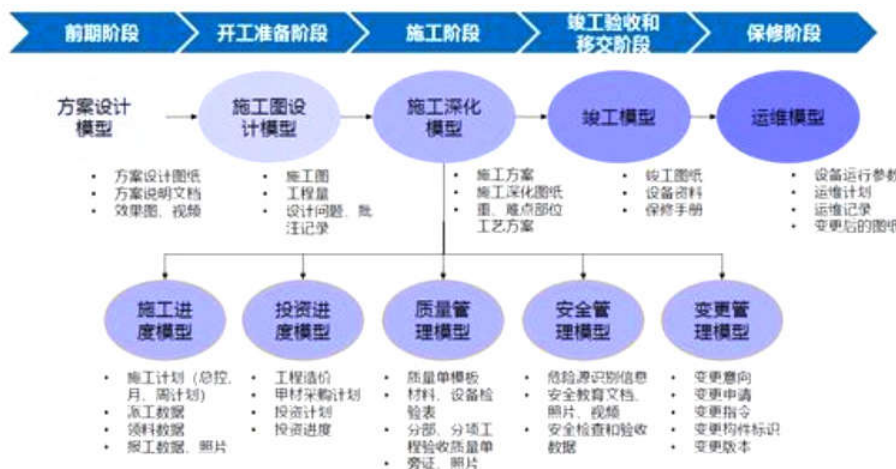 前期阶段
开工准备阶段
施工阶段
竣工验收和
移交阶段
保修阶段
方案设计
模型
施工图设
计模型
施工深化
模型
竣工模型
运维模型
• 方案设计图纸
• 方案说明文档
• 效果图、视频
• 施工图
• 工程量
• 设计问题、批
注记录
• 施工方案
• 施工深化图纸
• 重、难点部位
工艺方案
• 竣工图纸
• 设备资料
• 保修手册
• 设备运行参数
• 运维计划
• 运维记录
• 变更后的图纸
施工进
度模型
投资进
度模型
质量管
理模型
安全管
理模型
变更管
理模型
• 施工计划（总控、
月、周计划）
• 派工数据
• 领料数据
• 报工数据、照片
• 工程造价
• 甲材采购计划
• 投资计划
• 投资进度
• 质量单模板
• 材料、设备检
验表
• 分部、分项工
程验收质量单
• 旁证、照片
• 危险源识别信息
• 安全教育文档、
照片、视频
• 安全检查和验收
数据
• 变更意向
• 变更申请
• 变更指令
• 变更构件标识
• 变更版本